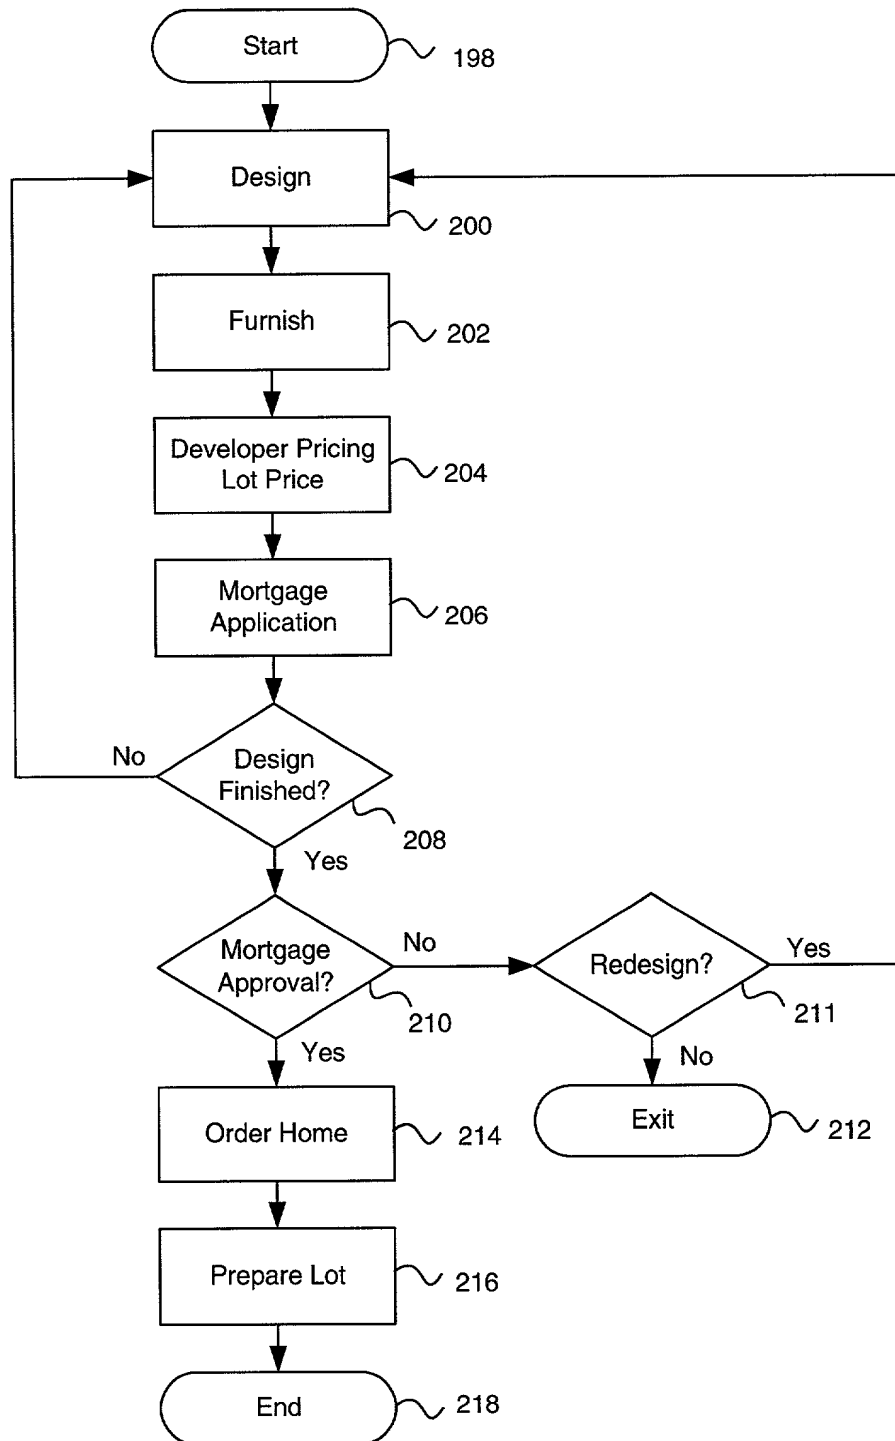 Start
198
Design
200
Furnish
202
Developer Pricing
Lot Price
204
Mortgage
Application
206
No
Design
Finished?
208
Yes
Mortgage
Approval?
210
No
Redesign?
211
Yes
Yes
No
Order Home
214
Exit
212
Prepare Lot
216
End
218